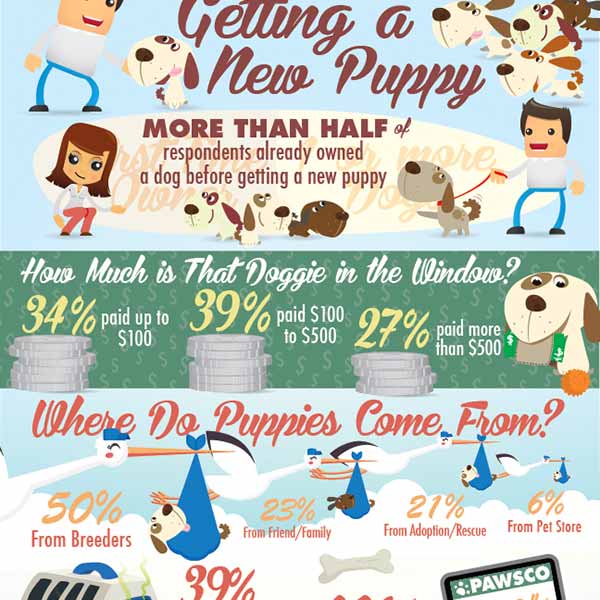 Getting a
New Puppy
MORE THAN HALF of
respondents already owned
a dog before getting a new puppy
How Much is That Doggie in the Window?
34% paid up to
$100
39% paid $100
to $500
27% paid more
than $500
Where Do Puppies Come From?
50%
From Breeders
23%
From Friend/Family
21%
From Adoption/Rescue
6%
From Pet Store
39%
PAWSCO